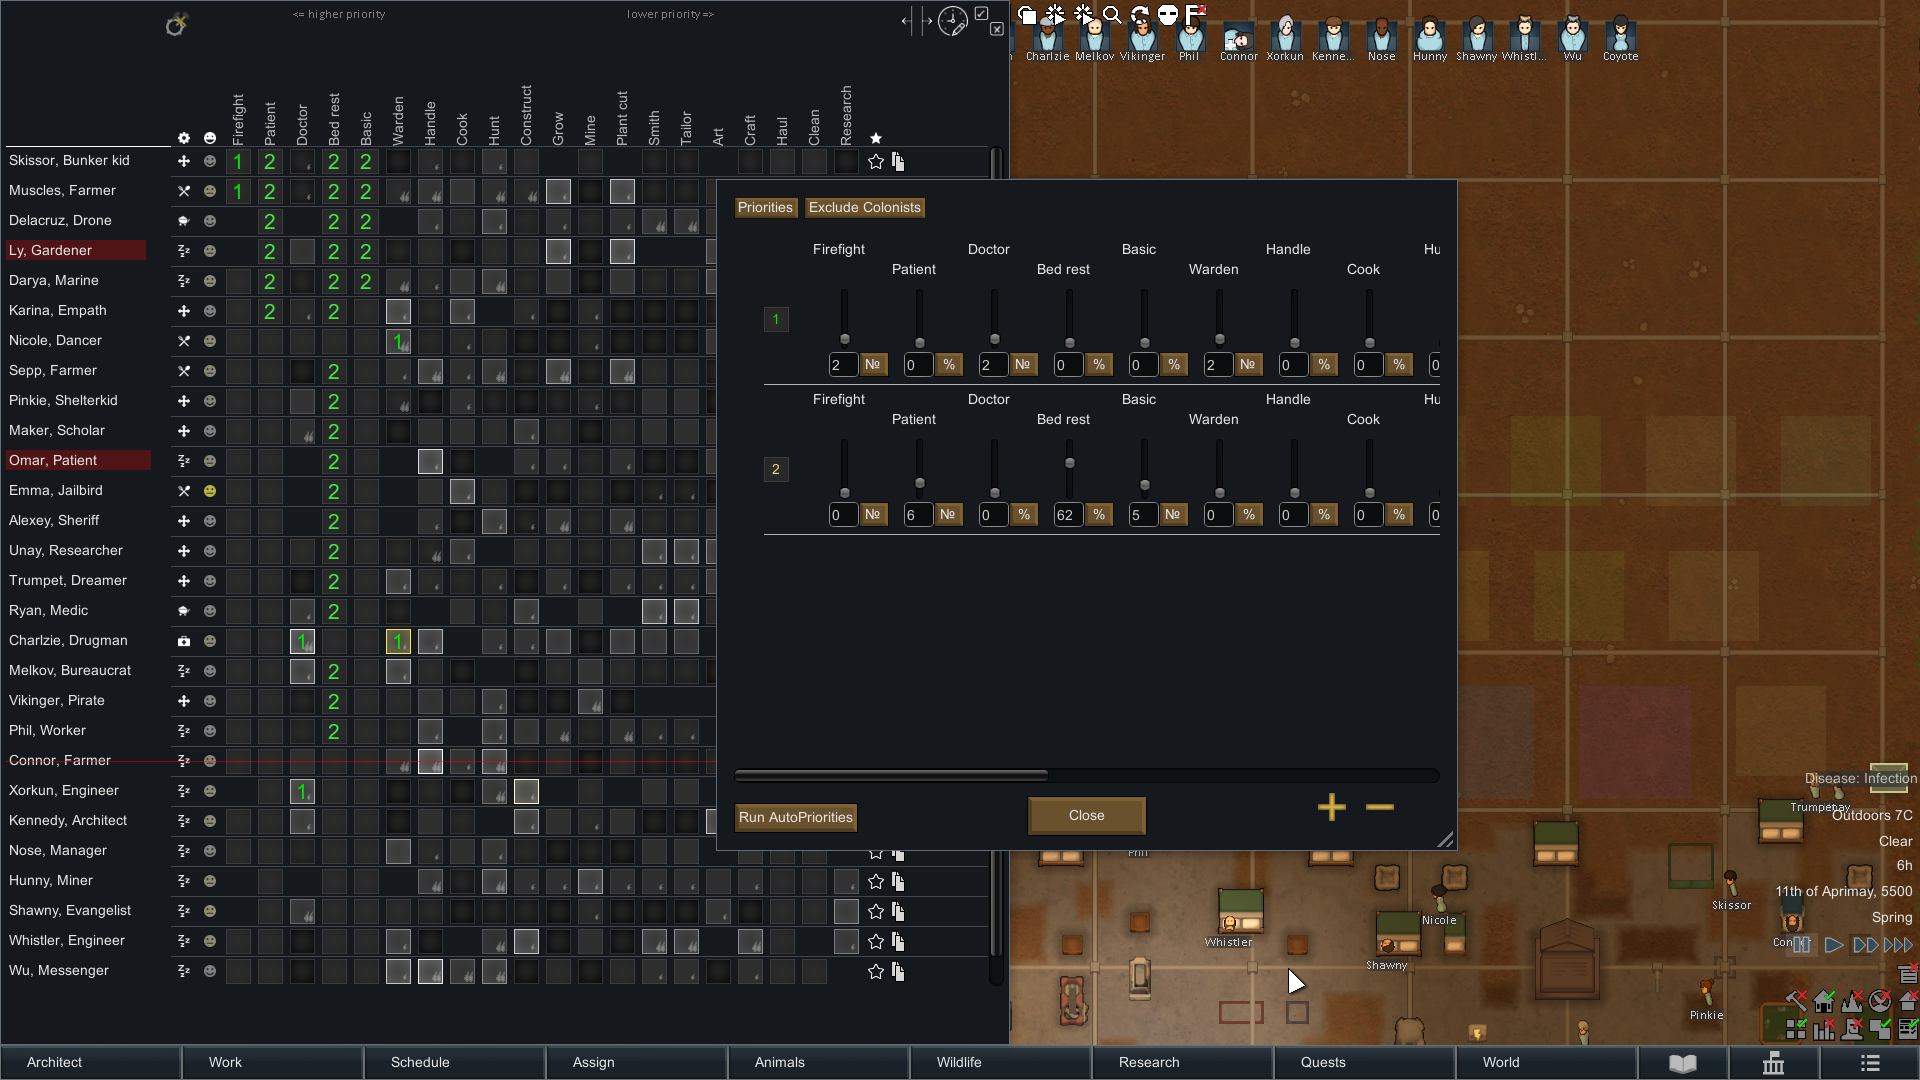 <= higher priority
lower priority =>
Charlzie Melkov Vikinger Phil Connor Xorkun Kenne... Nose Hunny Shawny Whistl... Wu Coyote
Firefight Patient Doctor Bed rest Basic Warden Handle Cook Hunt Construct Grow Mine Plant cut Smith Tailor Art Craft Haul Clean Research
Skissor, Bunker kid 1 2 2 2
Muscles, Farmer 1 2 2 2
Delacruz, Drone 2 2 2
Ly, Gardener 2 2 2
Darya, Marine 2 2 2
Karina, Empath 2 2
Nicole, Dancer 1
Sepp, Farmer 2
Pinkie, Shelterkid 2
Maker, Scholar 2
Omar, Patient 2
Emma, Jailbird 2
Alexey, Sheriff 2
Unay, Researcher 2
Trumpet, Dreamer 2
Ryan, Medic 2
Charlzie, Drugman 1 1
Melkov, Bureaucrat 2
Vikinger, Pirate 2
Phil, Worker 2
Connor, Farmer
Xorkun, Engineer 1
Kennedy, Architect
Nose, Manager
Hunny, Miner
Shawny, Evangelist
Whistler, Engineer
Wu, Messenger
Priorities Exclude Colonists
Firefight Doctor Basic Handle Hu
Patient Bed rest Warden Cook
1
2 № 0 % 2 № 0 % 0 % 2 № 0 % 0 % 0
Firefight Doctor Basic Handle Hu
Patient Bed rest Warden Cook
2
0 № 6 № 0 % 62 % 5 № 0 % 0 % 0 % 0
Run AutoPriorities
Close
Disease: Infection
Outdoors 7C
Clear
6h
11th of Aprimay, 5500
Spring
Skissor
Nicole
Whistler
Shawny
Pinkie
Architect Work Schedule Assign Animals Wildlife Research Quests World